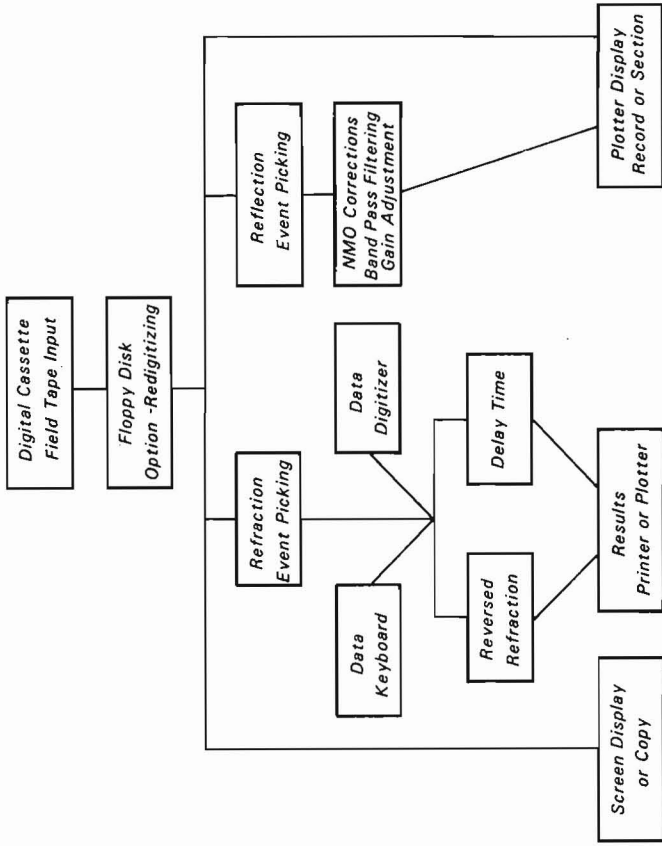 Digital Cassette
Field Tape Input
Floppy Disk
Option -Redigitizing
Refraction
Event Picking
Reflection
Event Picking
Data
Keyboard
Data
Digitizer
NMO Corrections
Band Pass Filtering
Gain Adjustment
Reversed
Refraction
Delay Time
Screen Display
or Copy
Results
Printer or Plotter
Plotter Display
Record or Section